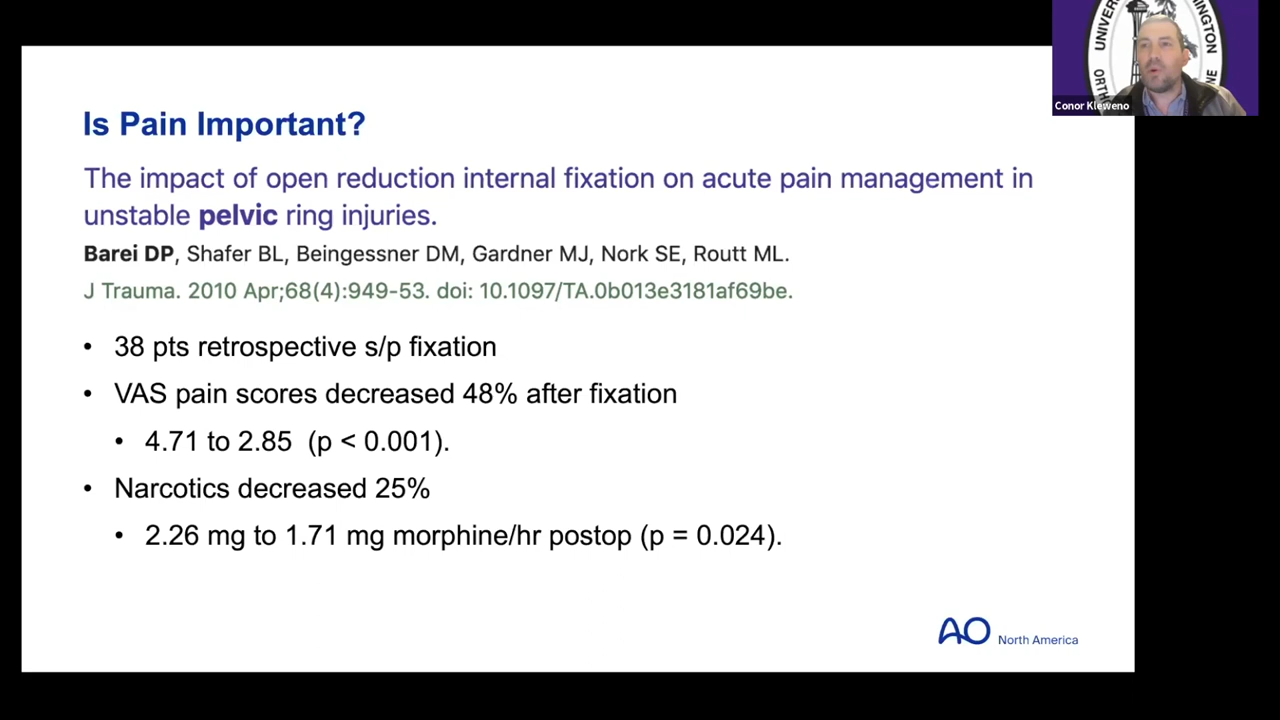 Is Pain Important?
The impact of open reduction internal fixation on acute pain management in
unstable pelvic ring injuries.
Barei DP, Shafer BL, Beingessner DM, Gardner MJ, Nork SE, Routt ML.
J Trauma. 2010 Apr;68(4):949-53. doi: 10.1097/TA.0b013e3181af69be.
• 38 pts retrospective s/p fixation
• VAS pain scores decreased 48% after fixation
• 4.71 to 2.85 (p < 0.001).
• Narcotics decreased 25%
• 2.26 mg to 1.71 mg morphine/hr postop (p = 0.024).
AO North America
Conor Kleweno